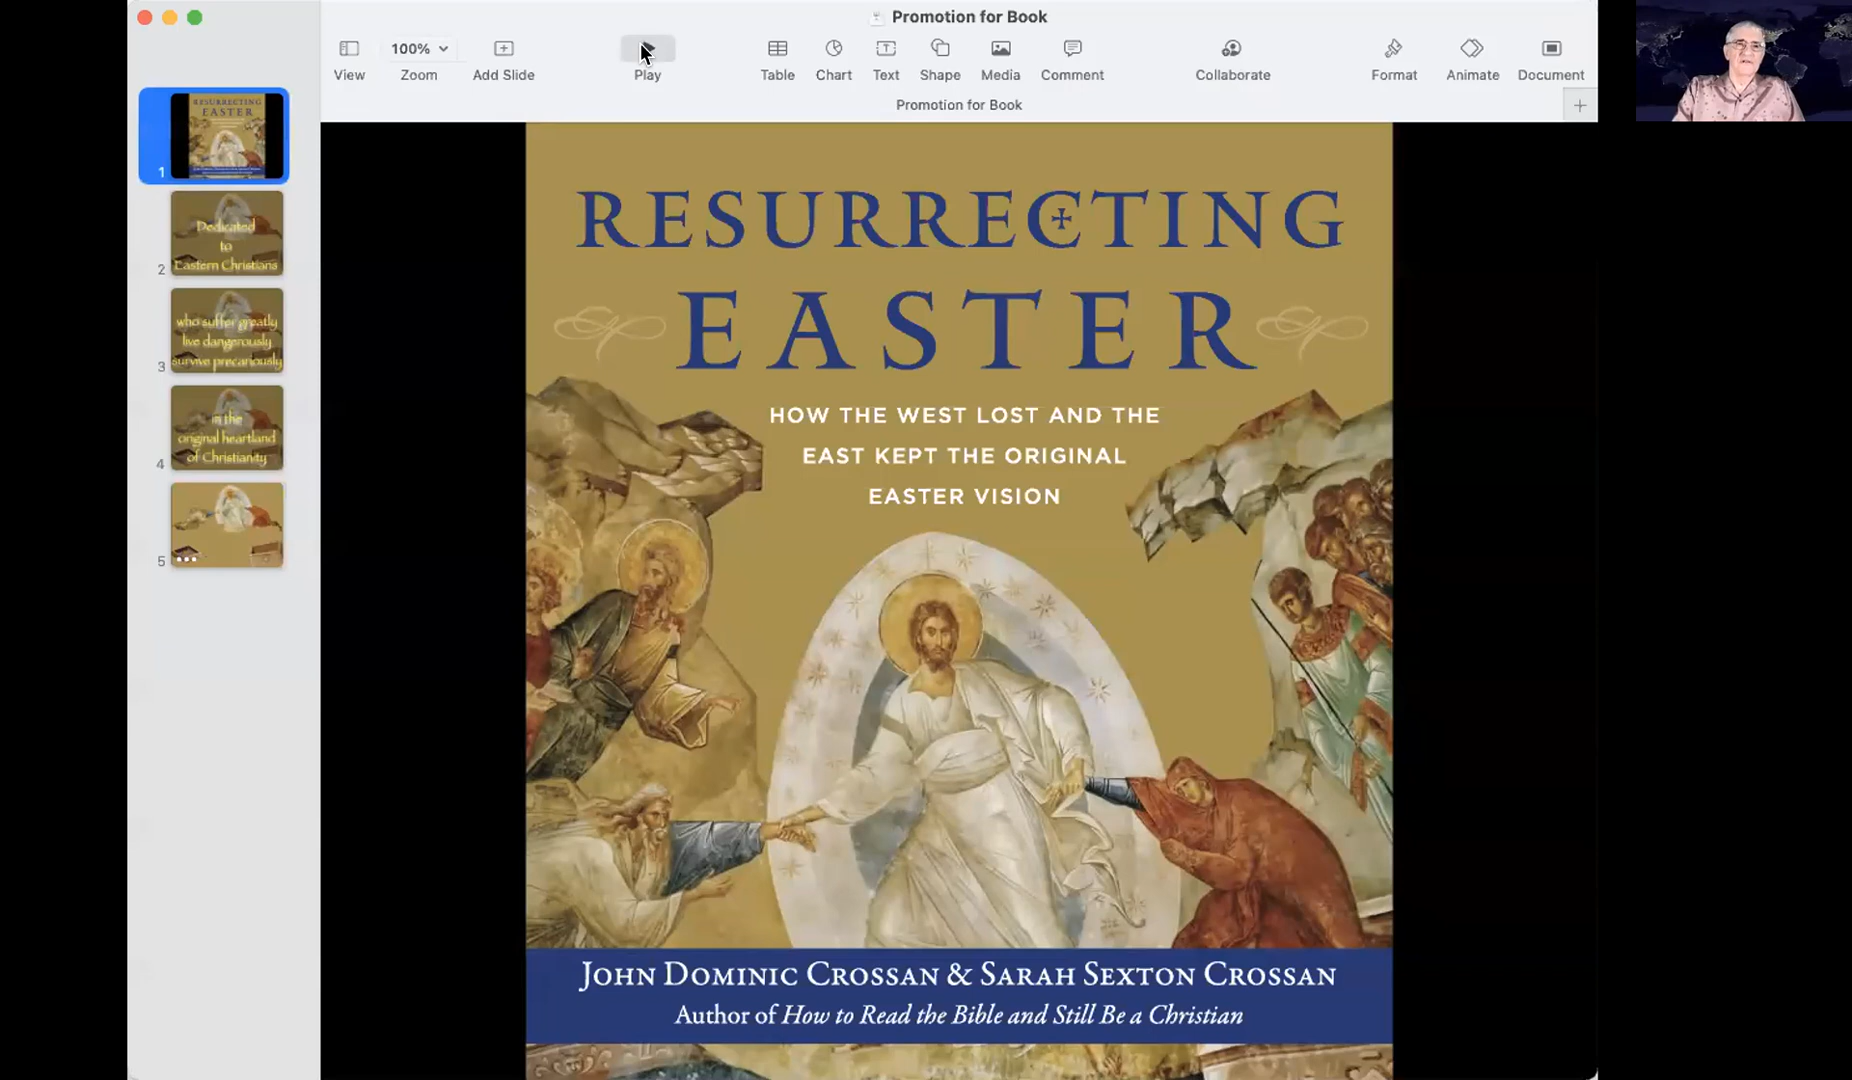 Promotion for Book
100%
View
Zoom
Add Slide
Play
Table
Chart
Text
Shape
Media
Comment
Collaborate
Format
Animate
Document
Promotion for Book
RESURRECTING
EASTER
1
Dedicated
to
Eastern Christians
2
who suffer greatly
live dangerously
survive precariously
3
in the
original heartland
of Christianity
4
5
RESURRECTING
EASTER
HOW THE WEST LOST AND THE
EAST KEPT THE ORIGINAL
EASTER VISION
JOHN DOMINIC CROSSAN & SARAH SEXTON CROSSAN
Author of How to Read the Bible and Still Be a Christian